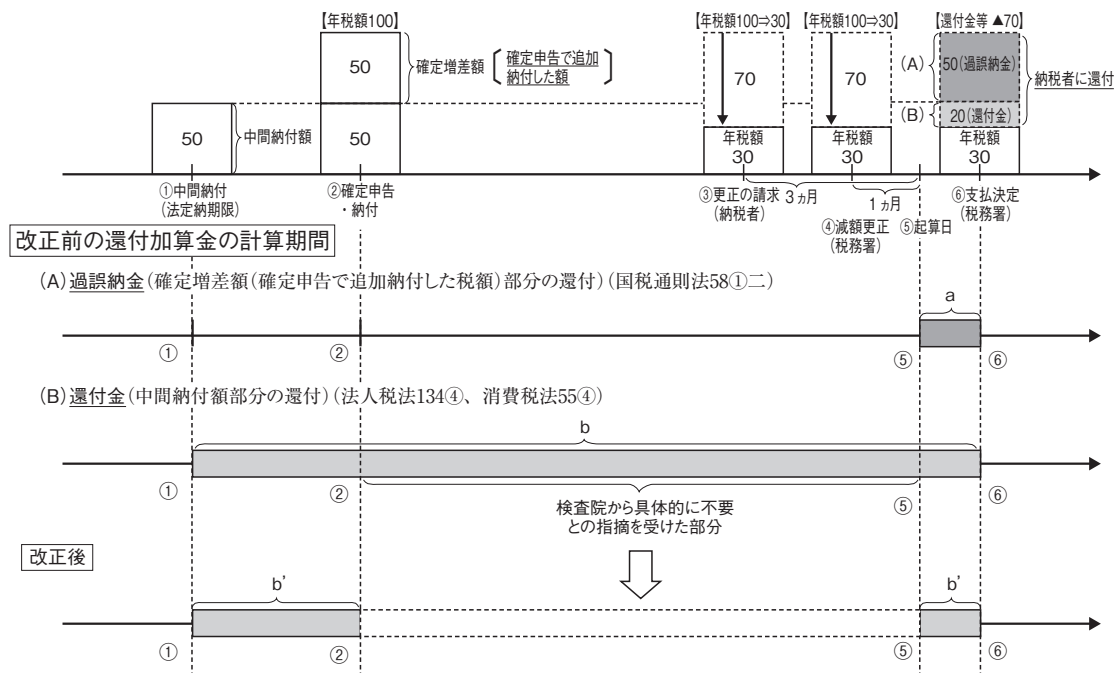 【年税額100】
【年税額100⇒30】
【年税額100⇒30】
【還付金等 ▲70】
50
確定増差額
確定申告で追加
納付した額
70
70
(A)
50(過誤納金)
納税者に還付
50
中間納付額
50
年税額
30
年税額
30
(B)
20(還付金)
年税額
30
①中間納付
(法定納期限)
②確定申告
・納付
③更正の請求
(納税者)
3ヵ月
④減額更正
(税務署)
1ヵ月
⑤起算日
⑥支払決定
(税務署)
改正前の還付加算金の計算期間
(A)過誤納金(確定増差額(確定申告で追加納付した税額)部分の還付)(国税通則法58①二)
a
①
②
⑤
⑥
(B)還付金(中間納付額部分の還付)(法人税法134④、消費税法55④)
b
①
②
⑤
⑥
検査院から具体的に不要
との指摘を受けた部分
改正後
b'
b'
①
②
⑤
⑥